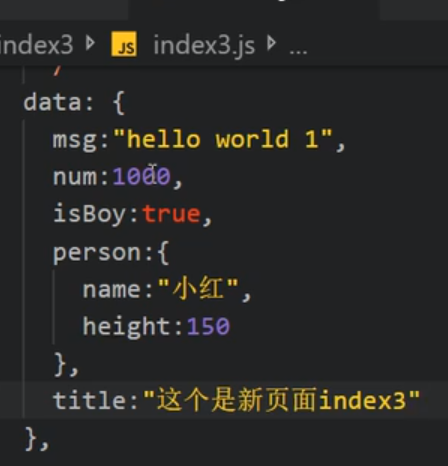 index3 index3.js ...
/
data: {
msg:"hello world 1",
num:1000,
isBoy:true,
person:{
name:"小红",
height:150
},
title:"这个是新页面index3"
},